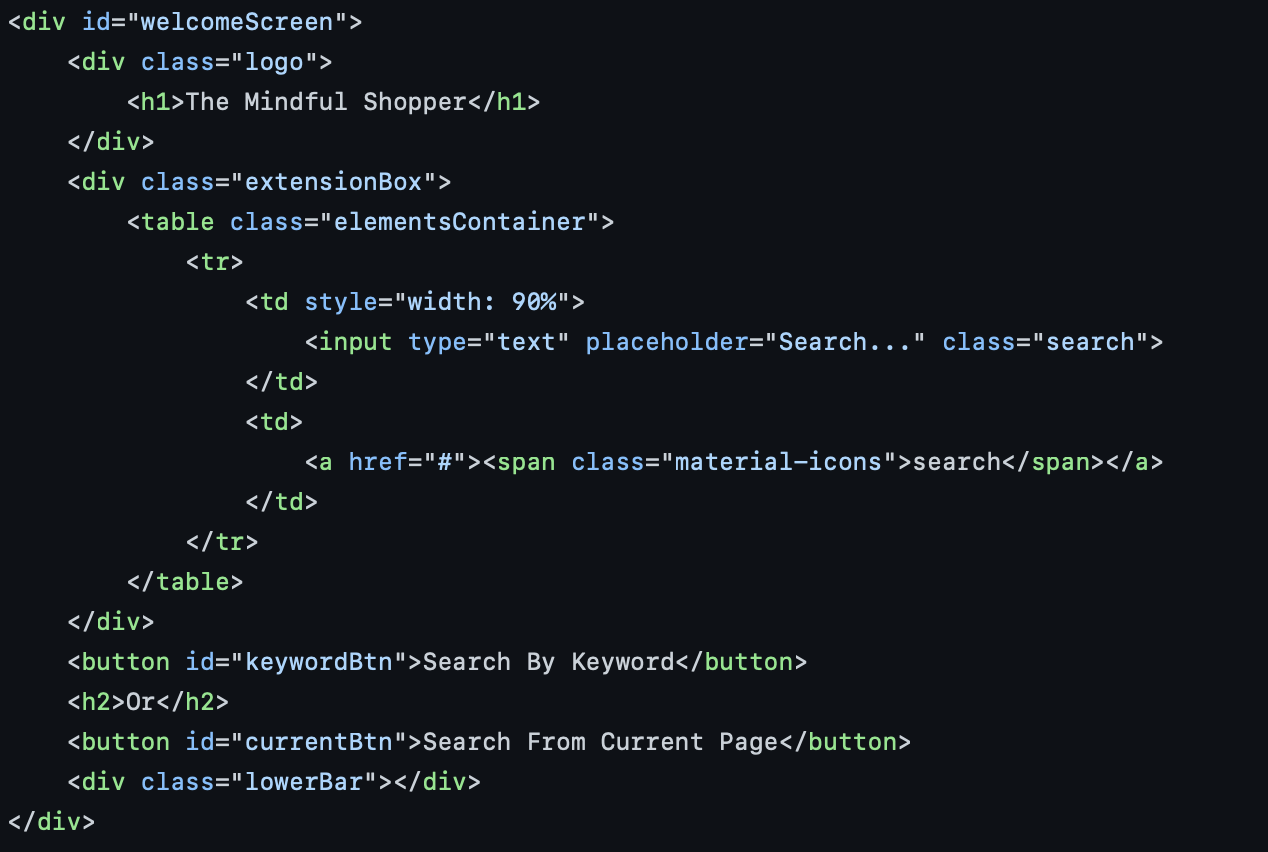 <div id="welcomeScreen">
    <div class="logo">
        <h1>The Mindful Shopper</h1>
    </div>
    <div class="extensionBox">
        <table class="elementsContainer">
            <tr>
                <td style="width: 90%">
                    <input type="text" placeholder="Search..." class="search">
                </td>
                <td>
                    <a href="#"><span class="material-icons">search</span></a>
                </td>
            </tr>
        </table>
    </div>
    <button id="keywordBtn">Search By Keyword</button>
    <h2>Or</h2>
    <button id="currentBtn">Search From Current Page</button>
    <div class="lowerBar"></div>
</div>